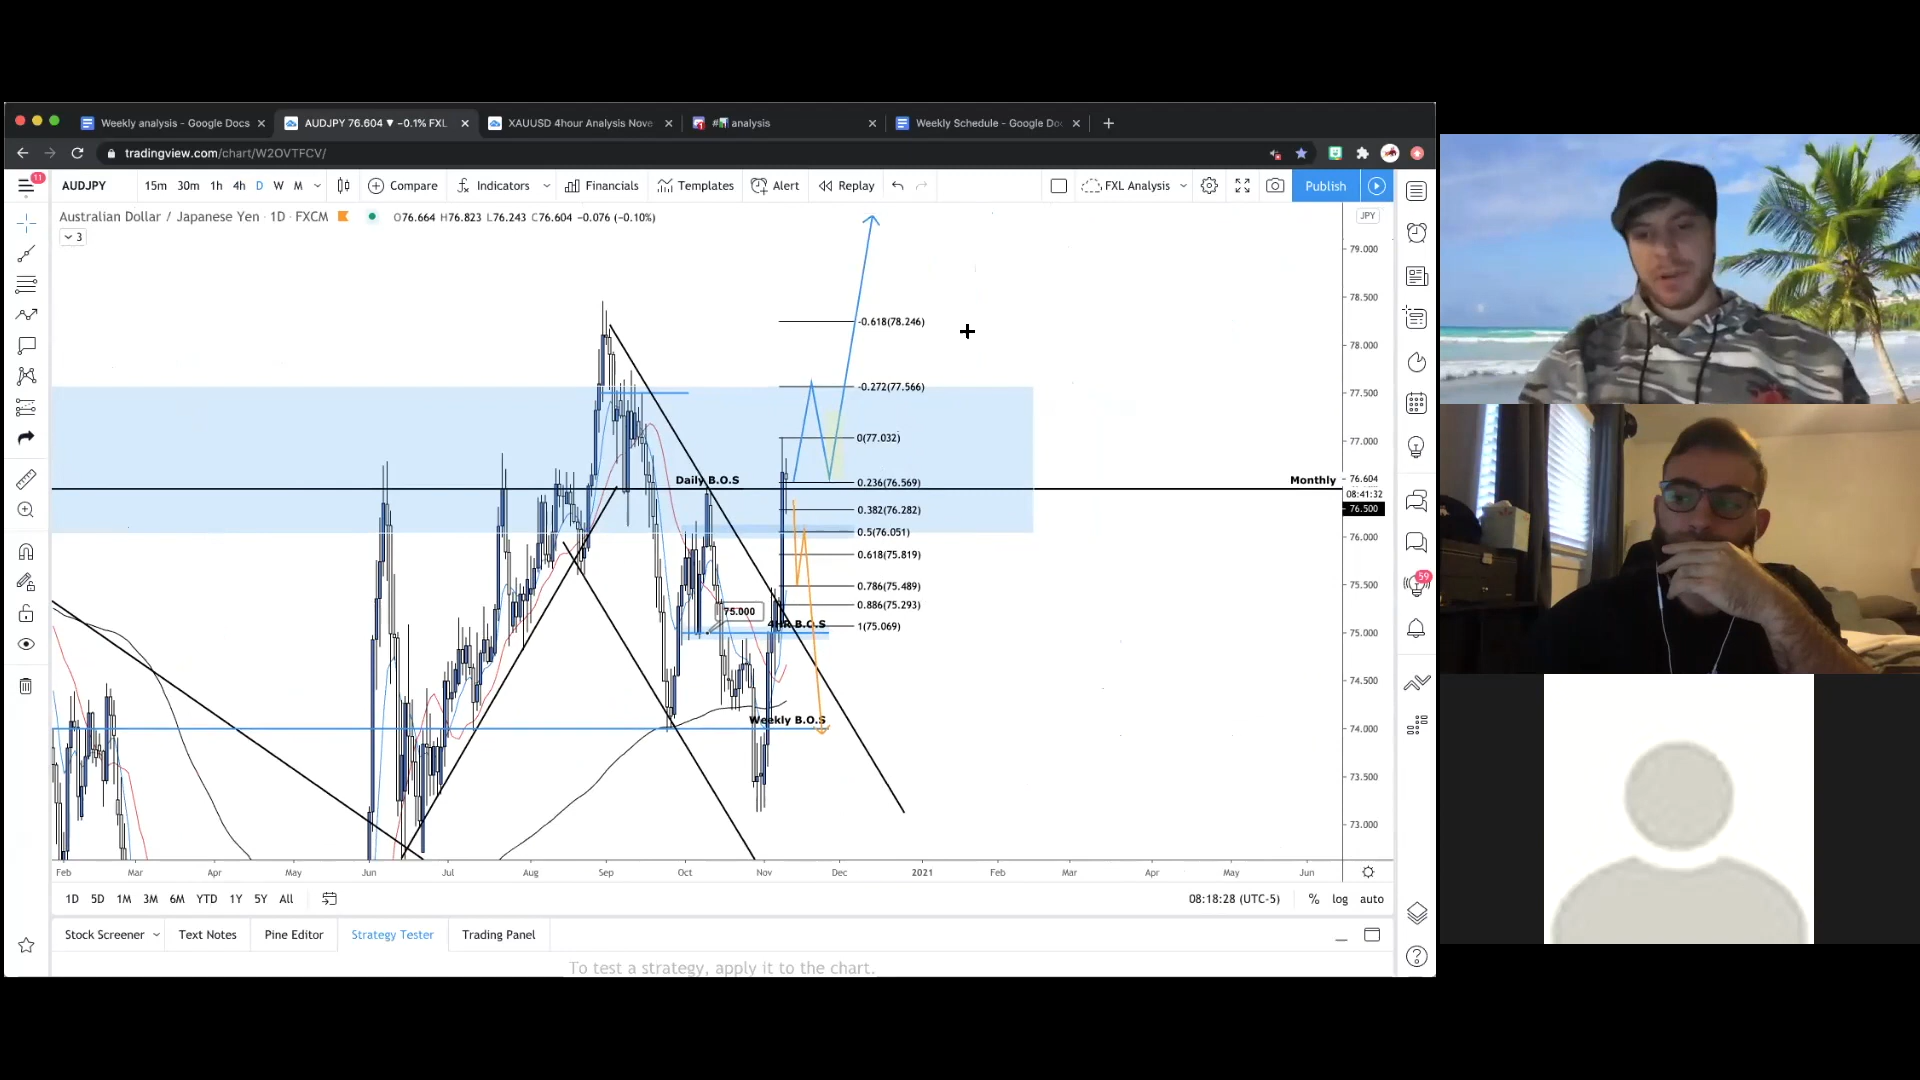 Weekly analysis - Google Docs
AUDJPY 76.604 ▼ −0.1% FXL
XAUUSD 4hour Analysis Nove
# analysis
Weekly Schedule - Google Do
tradingview.com/chart/W2OVTFCV/
11
AUDJPY 15m 30m 1h 4h D W M Compare Indicators Financials Templates Alert Replay FXL Analysis Publish
Australian Dollar / Japanese Yen · 1D · FXCM O76.664 H76.823 L76.243 C76.604 −0.076 (−0.10%)
3
JPY
79.000
78.500
-0.618(78.246)
78.000
-0.272(77.566)
77.500
0(77.032)
77.000
Daily B.O.S
Monthly
76.604
0.236(76.569)
08:41:32
76.500
0.382(76.282)
0.5(76.051)
76.000
0.618(75.819)
75.500
0.786(75.489)
0.886(75.293)
75.000
4HR B.O.S
1(75.069)
75.000
74.500
Weekly B.O.S
74.000
73.500
73.000
59
Feb Mar Apr May Jun Jul Aug Sep Oct Nov Dec 2021 Feb Mar Apr May Jun
1D 5D 1M 3M 6M YTD 1Y 5Y All 08:18:28 (UTC-5) % log auto
Stock Screener Text Notes Pine Editor Strategy Tester Trading Panel
To test a strategy, apply it to the chart.